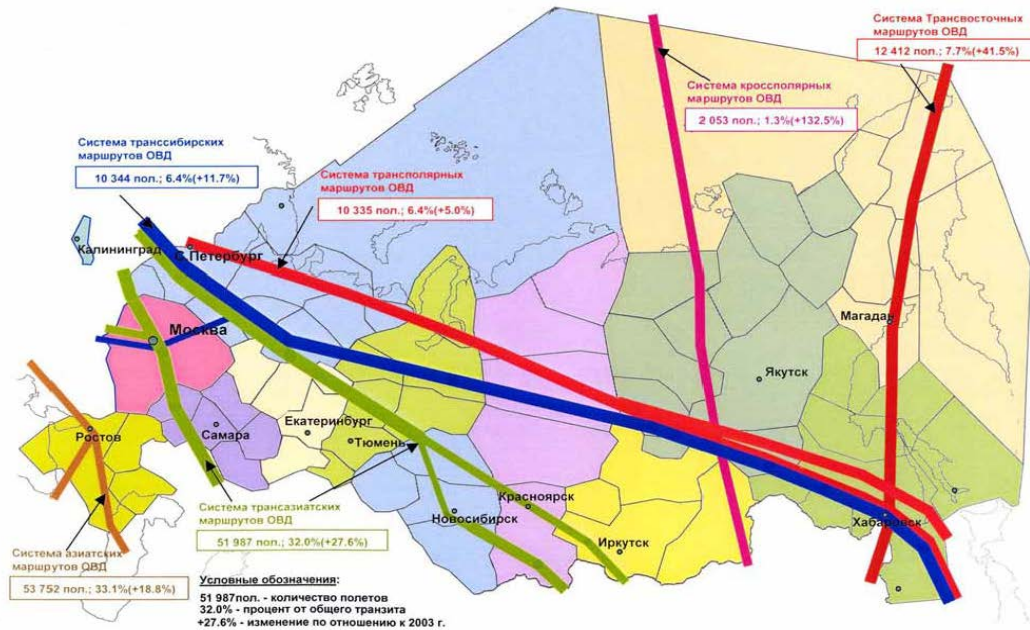 Система Трансвосточных
маршрутов ОВД
12 412 пол.; 7.7%(+41.5%)
Система кроссполярных
маршрутов ОВД
2 053 пол.; 1.3%(+132.5%)
Система транссибирских
маршрутов ОВД
10 344 пол.; 6.4%(+11.7%)
Система трансполярных
маршрутов ОВД
10 335 пол.; 6.4%(+5.0%)
Калининград
С Петербург
Москва
Магадан
Якутск
Ростов
Самара
Екатеринбург
Тюмень
Красноярск
Новосибирск
Иркутск
Хабаровск
Система трансазиатских
маршрутов ОВД
51 987 пол.; 32.0%(+27.6%)
Система азиатских
маршрутов ОВД
53 752 пол.; 33.1%(+18.8%)
Условные обозначения:
51 987пол. - количество полетов
32.0% - процент от общего транзита
+27.6% - изменение по отношению к 2003 г.